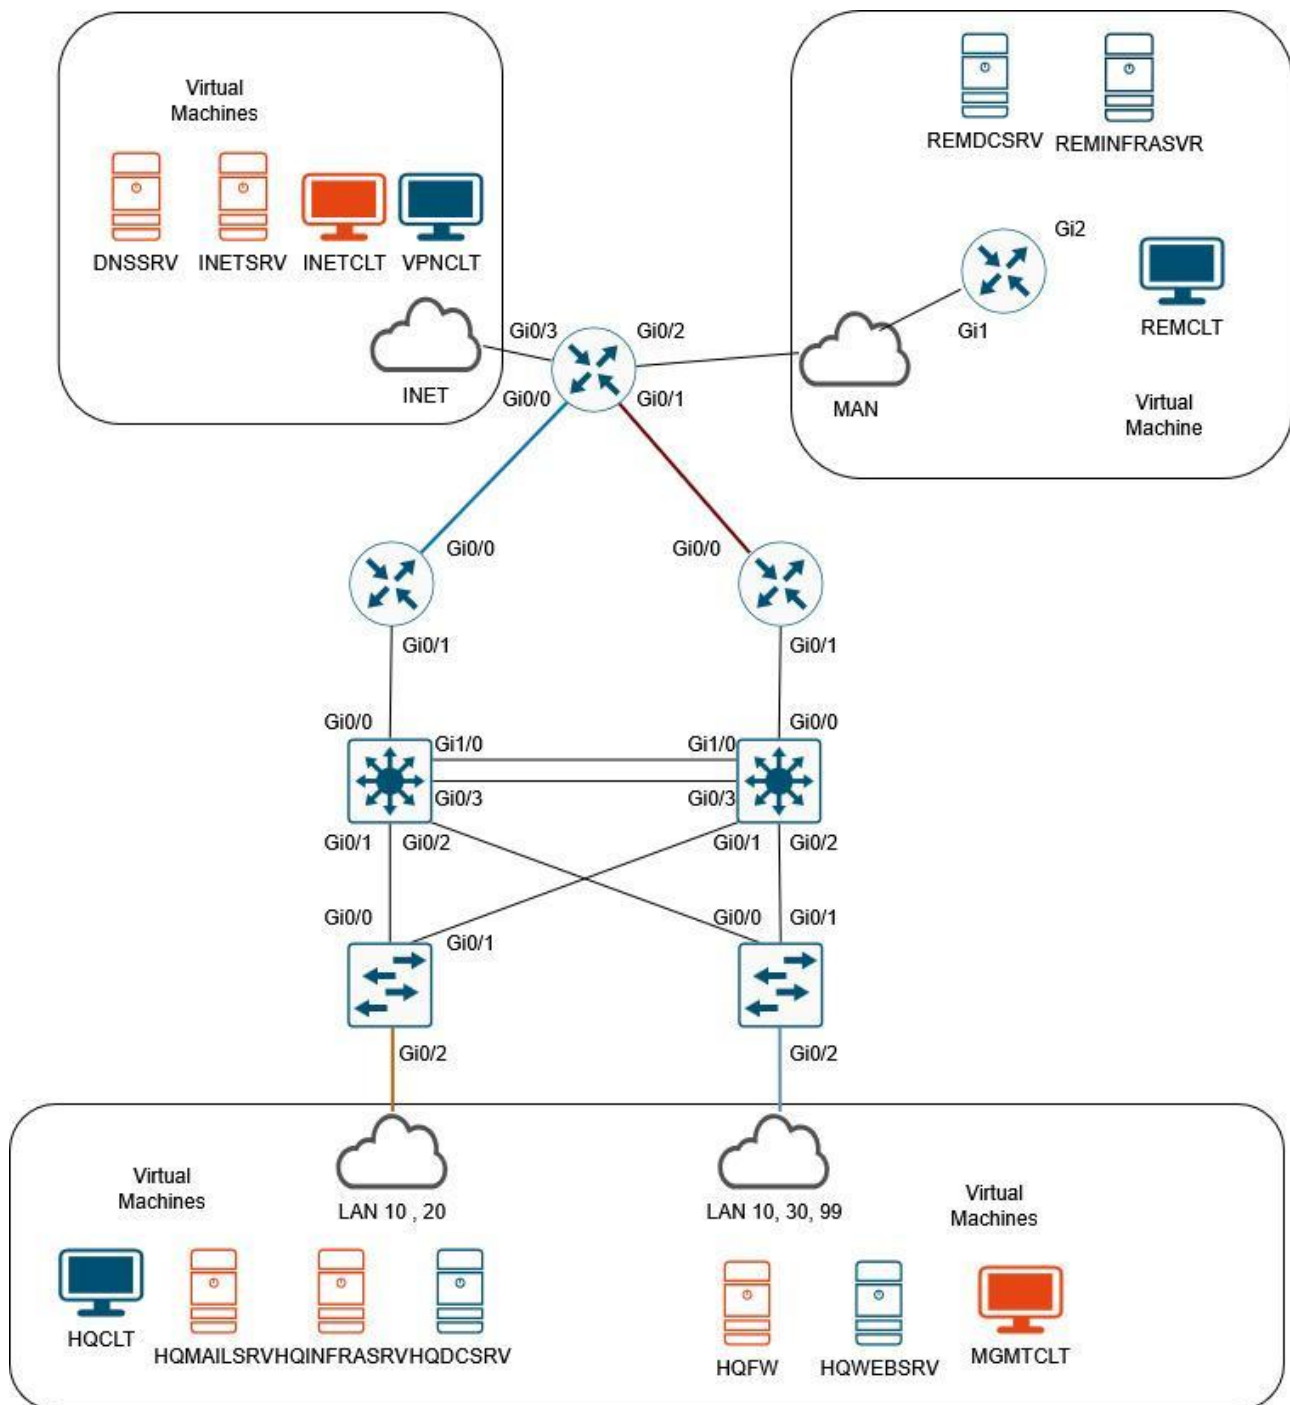 Virtual
Machines
DNSSRV
INETSRV
INETCLT
VPNCLT
INET
REMDCSRV
REMINFRASVR
Gi2
REMCLT
Gi1
MAN
Virtual
Machine
Gi0/3
Gi0/2
Gi0/0
Gi0/1
Gi0/0
Gi0/0
Gi0/1
Gi0/1
Gi0/0
Gi0/0
Gi1/0
Gi1/0
Gi0/3
Gi0/3
Gi0/1
Gi0/2
Gi0/1
Gi0/2
Gi0/0
Gi0/1
Gi0/0
Gi0/1
Gi0/2
Gi0/2
Virtual
Machines
LAN 10 , 20
LAN 10, 30, 99
Virtual
Machines
HQCLT
HQMAILSRV
HQINFRASRV
HQDCSRV
HQFW
HQWEBSRV
MGMTCLT